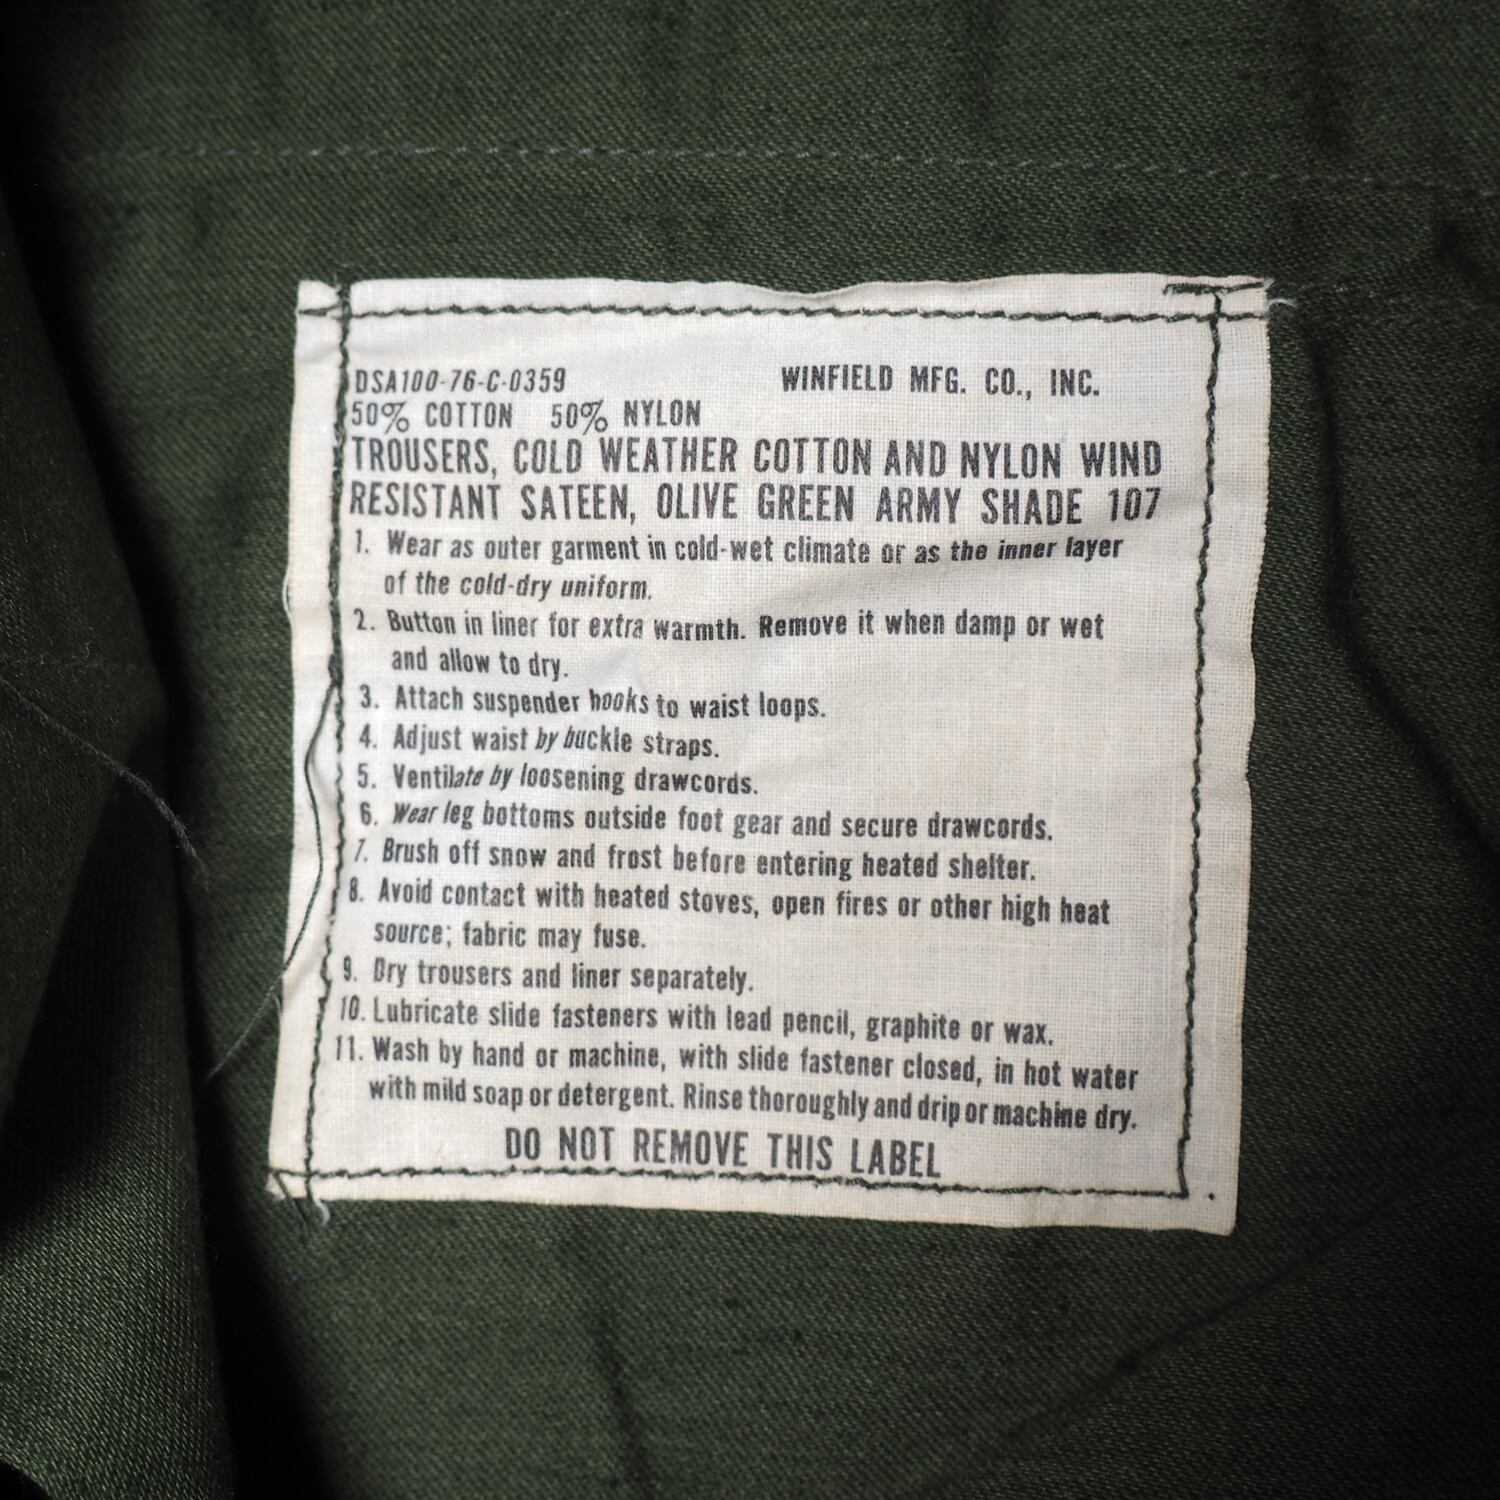 DSA100-76-C-0359 WINFIELD MFG. CO., INC.
50% COTTON 50% NYLON
TROUSERS, COLD WEATHER COTTON AND NYLON WIND
RESISTANT SATEEN, OLIVE GREEN ARMY SHADE 107
1. Wear as outer garment in cold-wet climate or as the inner layer
of the cold-dry uniform.
2. Button in liner for extra warmth. Remove it when damp or wet
and allow to dry.
3. Attach suspender hooks to waist loops.
4. Adjust waist by buckle straps.
5. Ventilate by loosening drawcords.
6. Wear leg bottoms outside foot gear and secure drawcords.
7. Brush off snow and frost before entering heated shelter.
8. Avoid contact with heated stoves, open fires or other high heat
source; fabric may fuse.
9. Dry trousers and liner separately.
10. Lubricate slide fasteners with lead pencil, graphite or wax.
11. Wash by hand or machine, with slide fastener closed, in hot water
with mild soap or detergent. Rinse thoroughly and drip or machine dry.
DO NOT REMOVE THIS LABEL